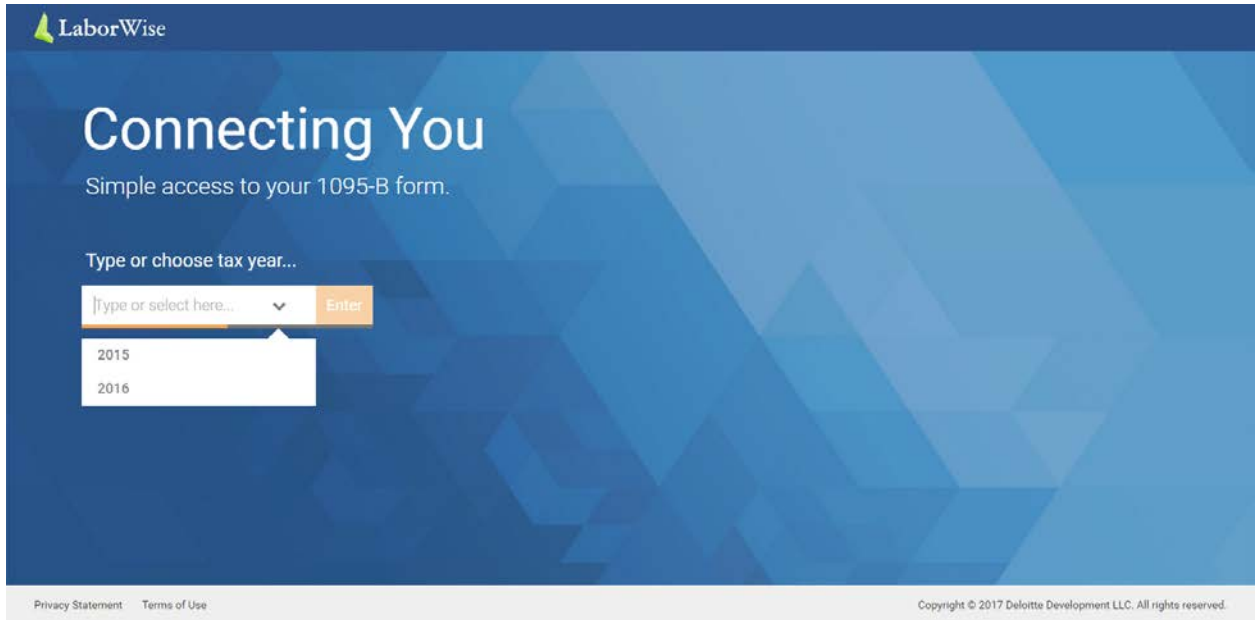 LaborWise
Connecting You
Simple access to your 1095-B form.
Type or choose tax year...
Type or select here... Enter
2015
2016
Privacy Statement Terms of Use Copyright © 2017 Deloitte Development LLC. All rights reserved.